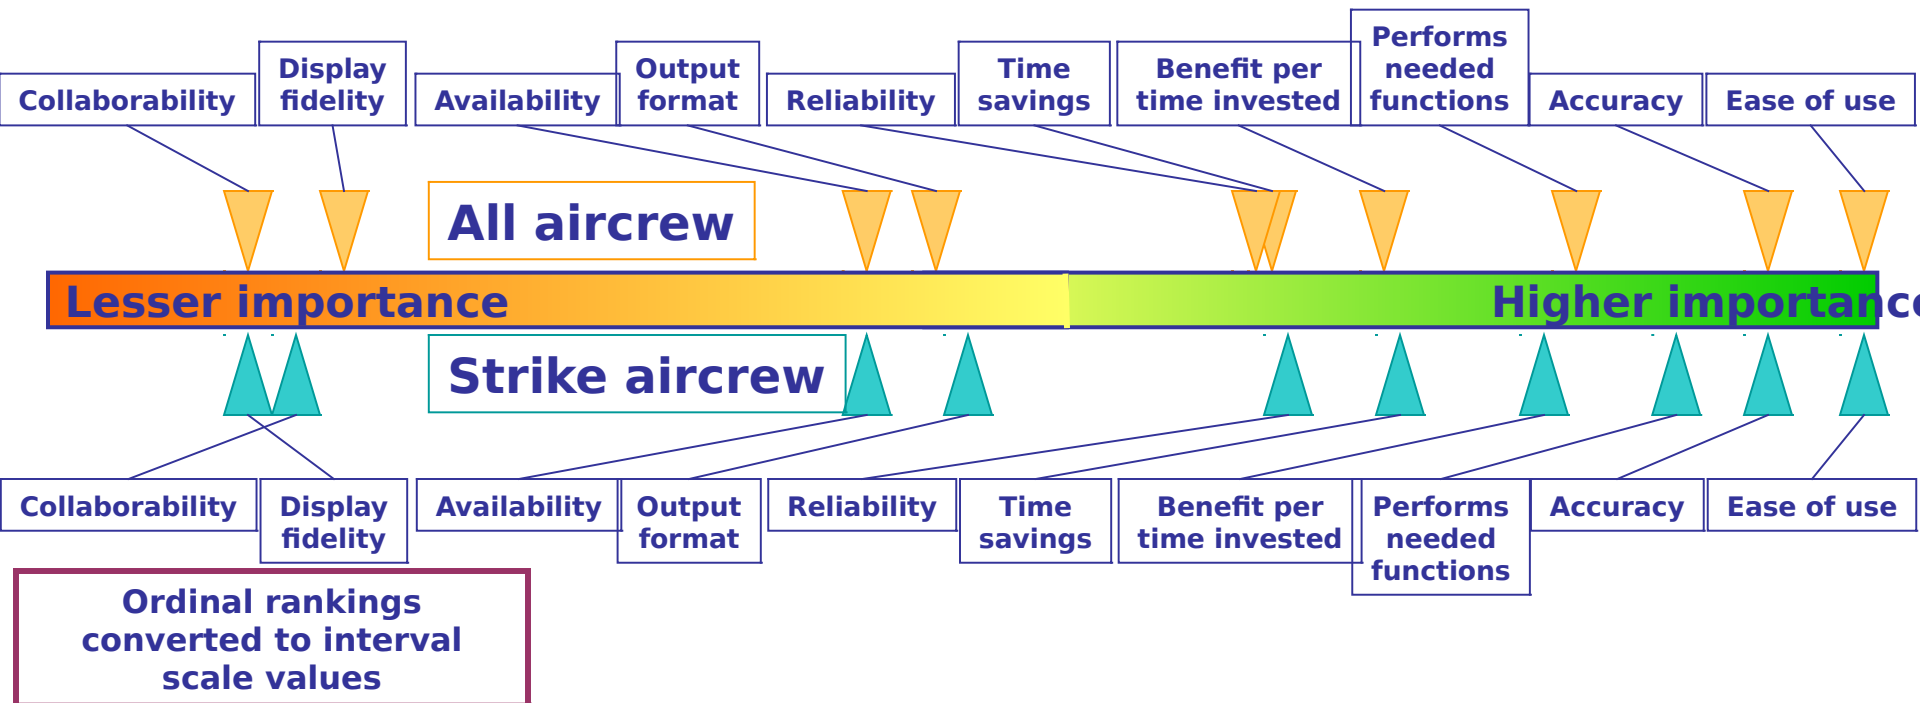 Collaborability
Display
fidelity
Availability
Output
format
Reliability
Time
savings
Benefit per
time invested
Performs
needed
functions
Accuracy
Ease of use
All aircrew
Lesser importance
Higher importance
Strike aircrew
Collaborability
Display
fidelity
Availability
Output
format
Reliability
Time
savings
Benefit per
time invested
Performs
needed
functions
Accuracy
Ease of use
Ordinal rankings
converted to interval
scale values